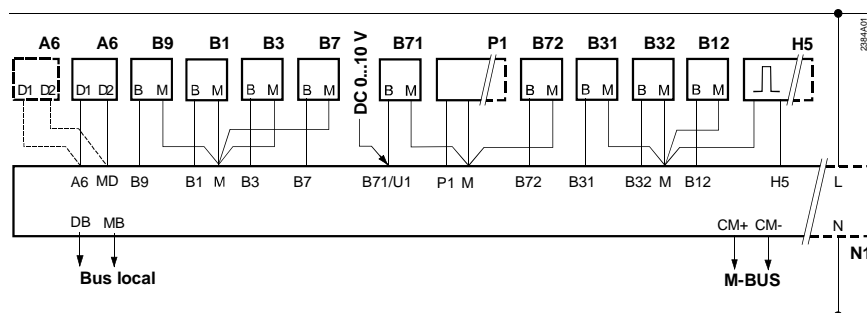 A6 A6 B9 B1 B3 B7 DC 0...10 V B71 P1 B72 B31 B32 B12 H5
2384A01
D1 D2 D1 D2 B M B M B M B M B M B M B M B M B M
A6 MD B9 B1 M B3 B7 B71/U1 P1 M B72 B31 B32 M B12 H5 L
DB MB CM+ CM- N
N1
Bus local M-BUS